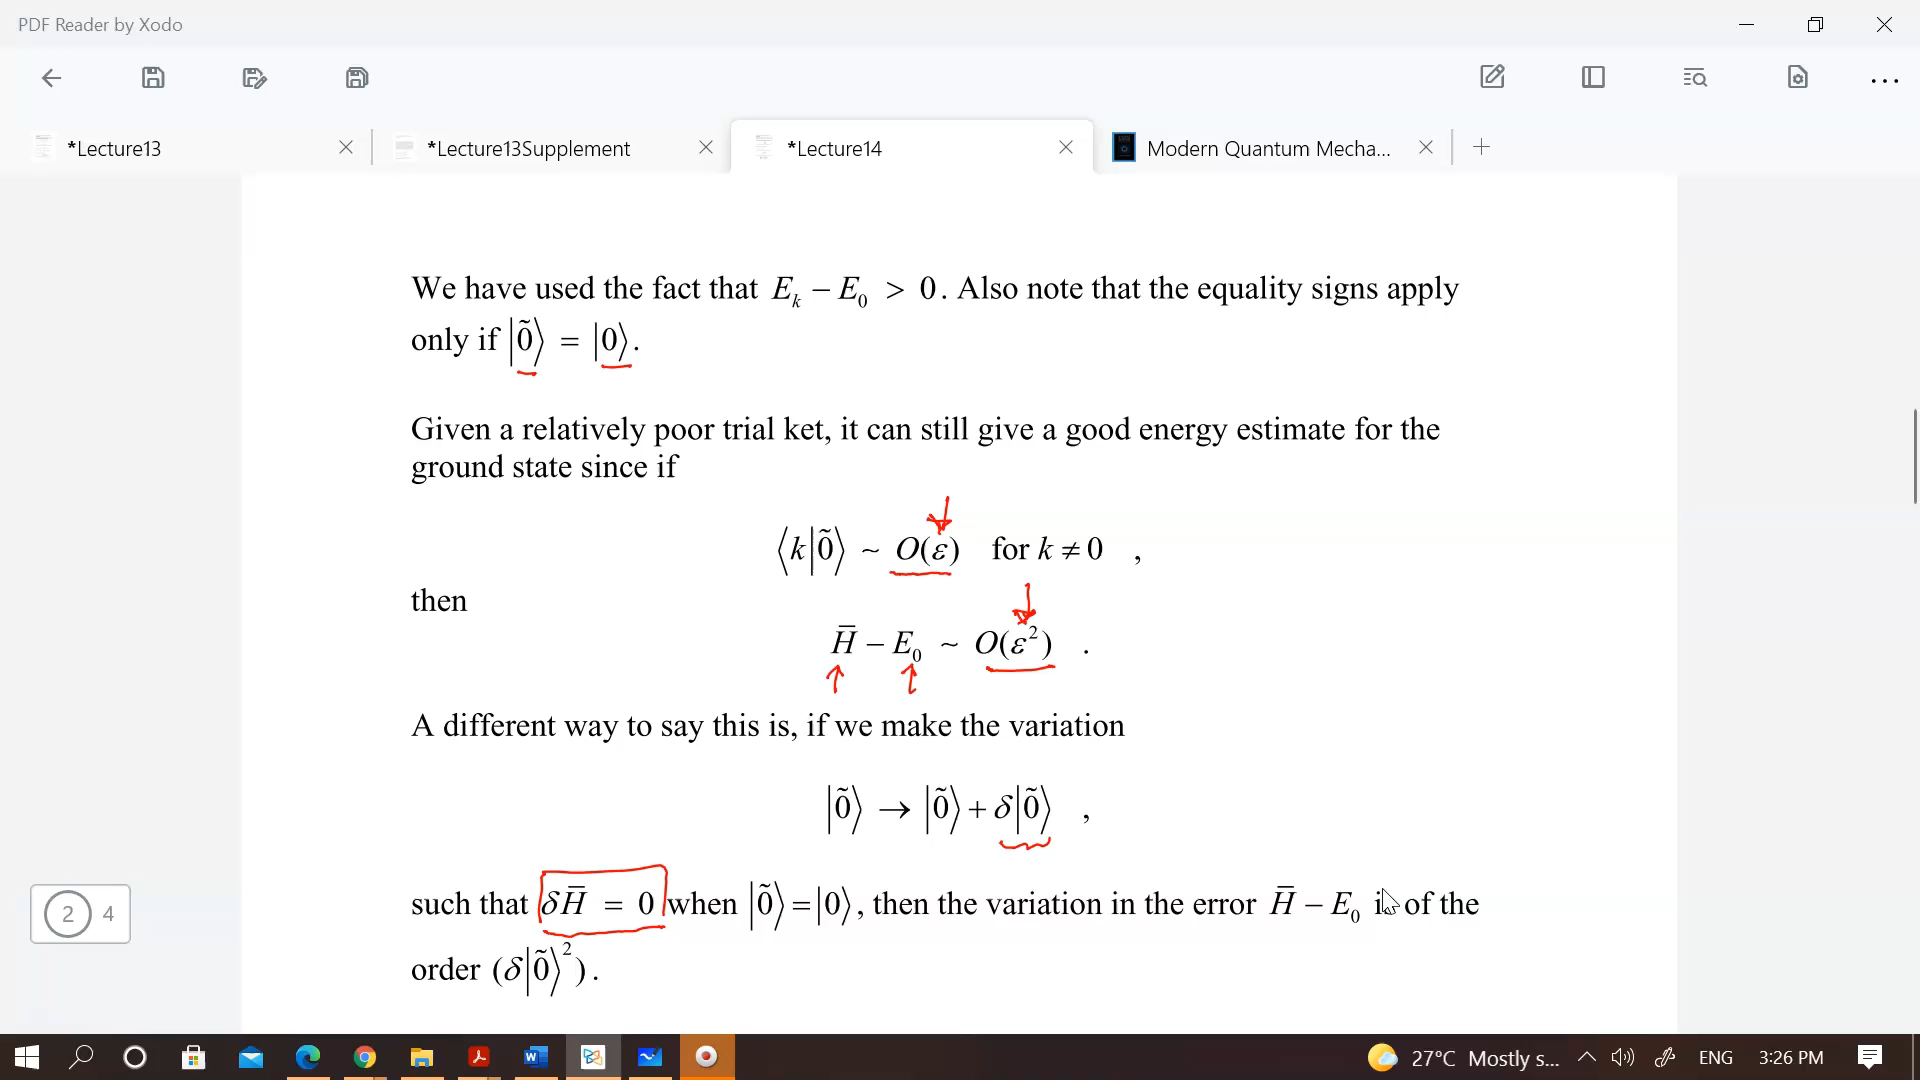 PDF Reader by Xodo
*Lecture13
*Lecture13Supplement
*Lecture14
Modern Quantum Mecha...
We have used the fact that E_k − E_0 > 0. Also note that the equality signs apply
only if |0̃⟩ = |0⟩.
Given a relatively poor trial ket, it can still give a good energy estimate for the
ground state since if
⟨k|0̃⟩ ~ O(ε) for k ≠ 0 ,
then
H̄ − E_0 ~ O(ε²) .
A different way to say this is, if we make the variation
|0̃⟩ → |0̃⟩ + δ|0̃⟩ ,
such that δH̄ = 0 when |0̃⟩ = |0⟩, then the variation in the error H̄ − E_0 is of the
order (δ|0̃⟩²).
2 4
27°C Mostly s... ENG 3:26 PM